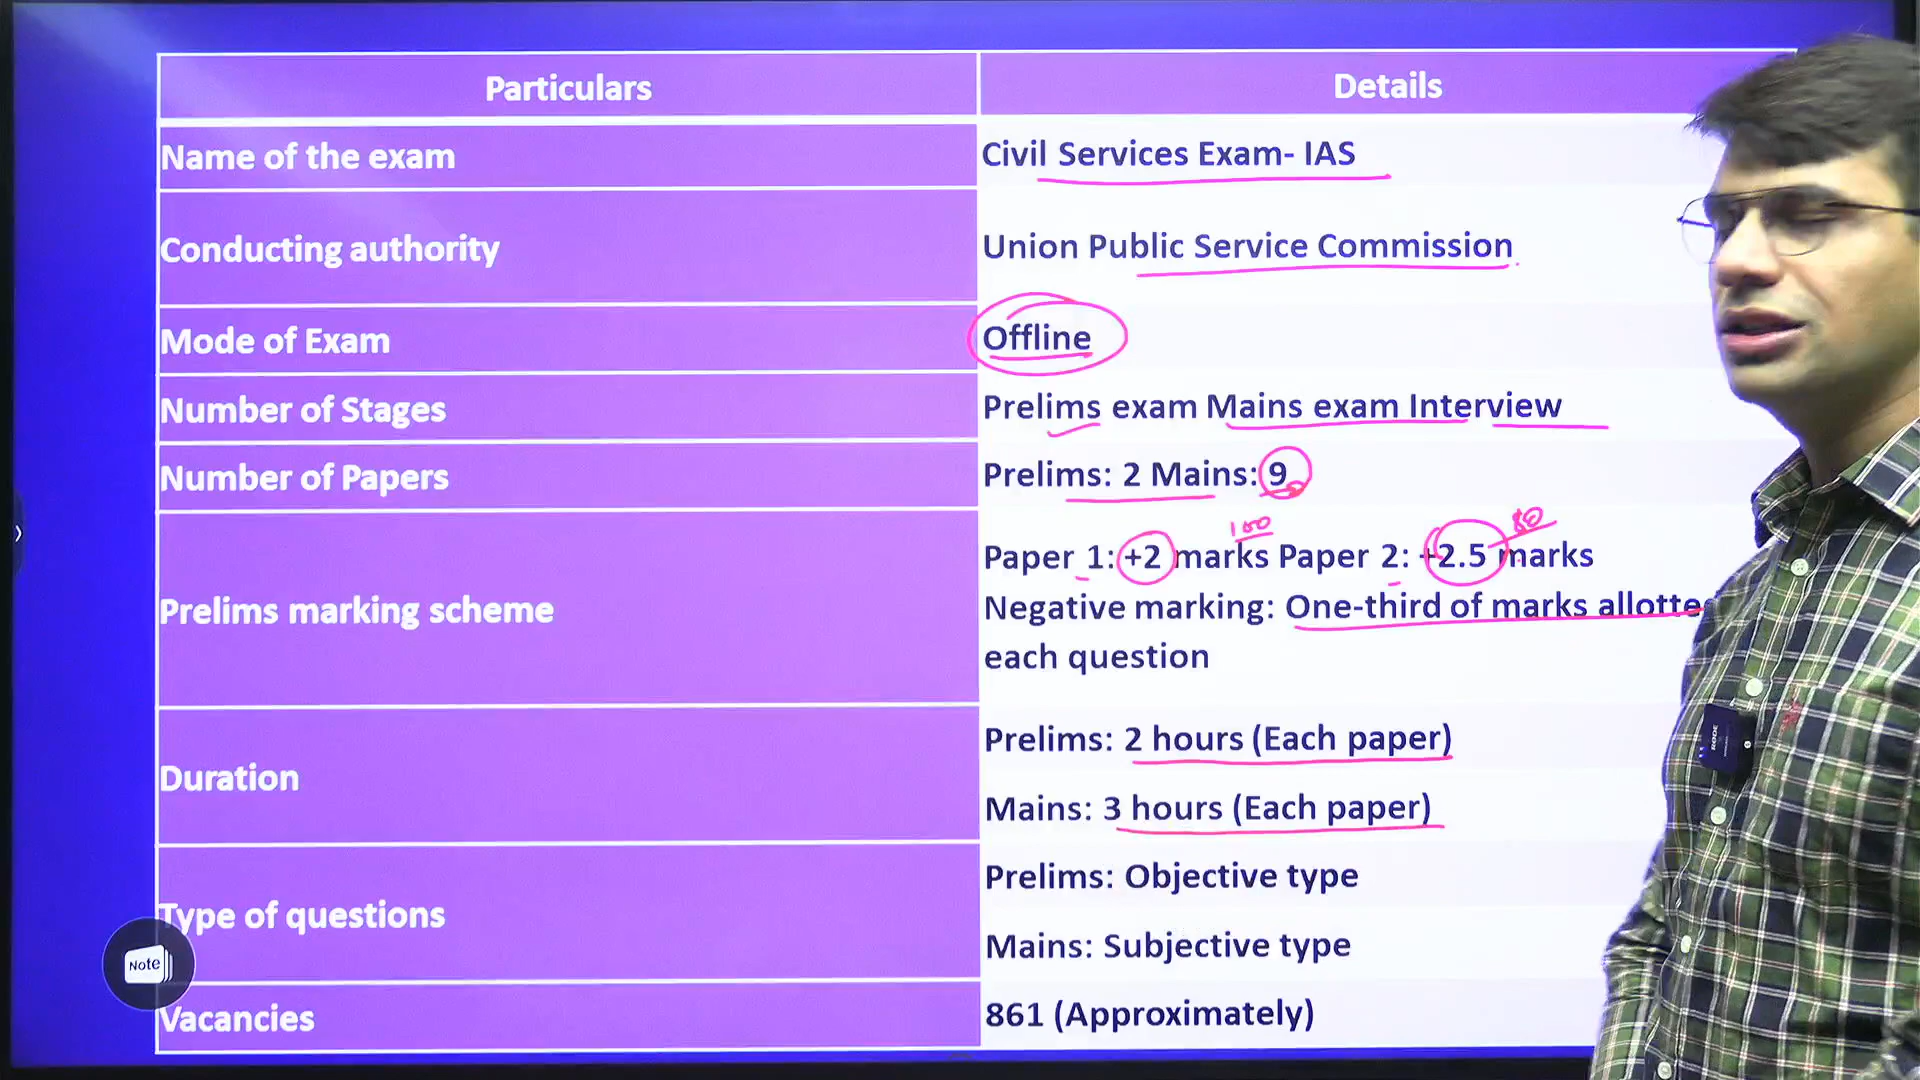 Particulars
Details
Name of the exam
Civil Services Exam- IAS
Conducting authority
Union Public Service Commission
Mode of Exam
Offline
Number of Stages
Prelims exam Mains exam Interview
Number of Papers
Prelims: 2 Mains: 9
100
80
Prelims marking scheme
Paper 1: +2 marks Paper 2: +2.5 marks
Negative marking: One-third of marks allotte
each question
Duration
Prelims: 2 hours (Each paper)
Mains: 3 hours (Each paper)
Type of questions
Prelims: Objective type
Mains: Subjective type
Vacancies
861 (Approximately)
Note
RODE